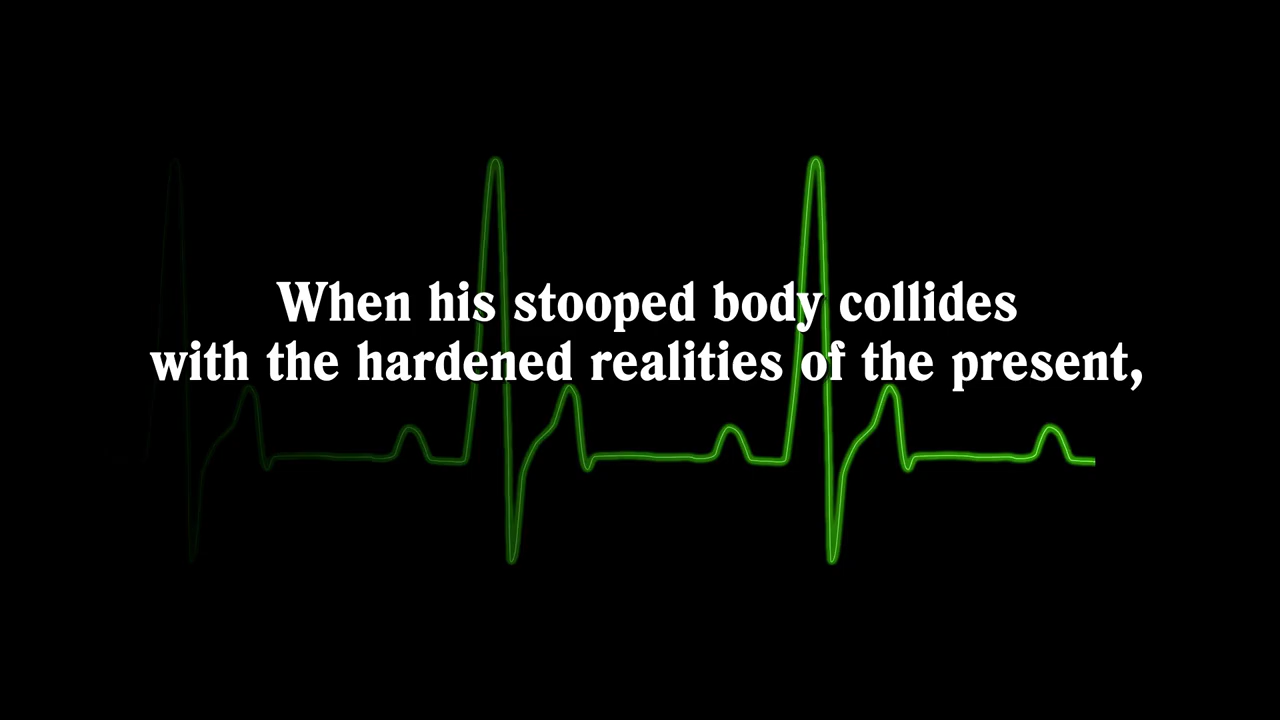 When his stooped body collides
with the hardened realities of the present,